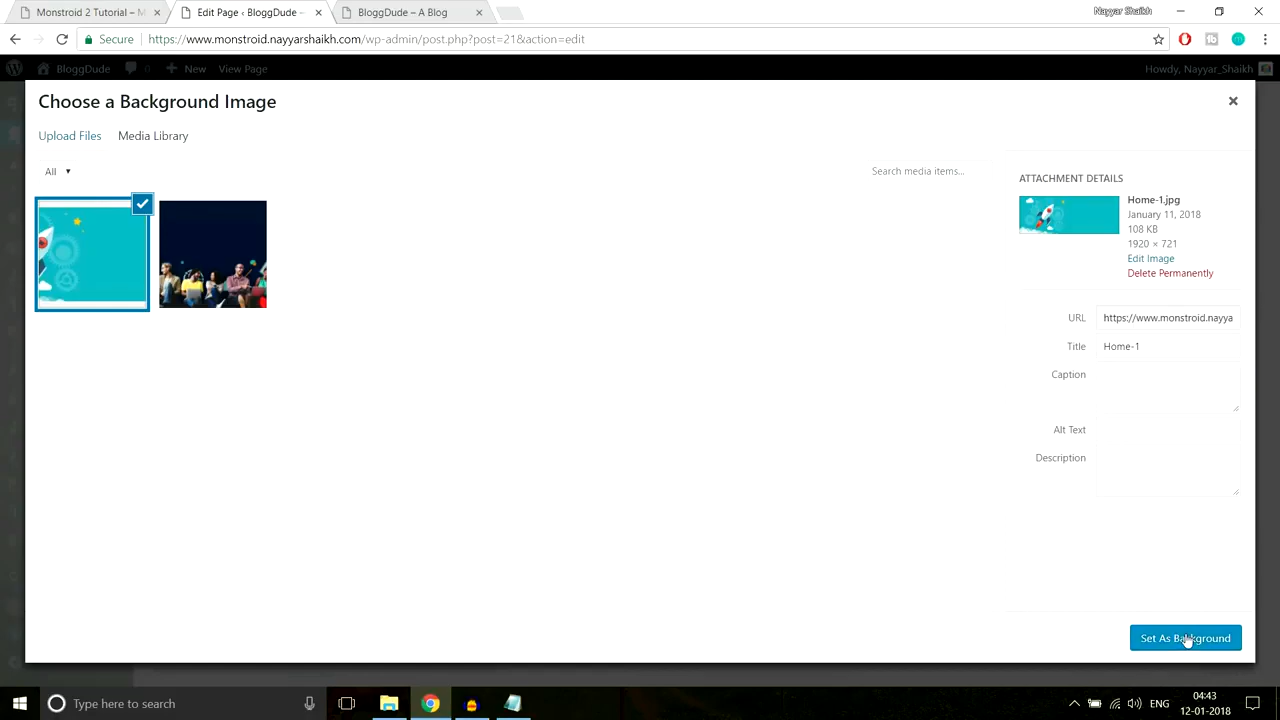 Monstroid 2 Tutorial – M
Edit Page ‹ BloggDude –
BloggDude – A Blog
Nayyar Shaikh
Secure
https://www.monstroid.nayyarshaikh.com/wp-admin/post.php?post=21&action=edit
BloggDude
0
New
View Page
Howdy, Nayyar_Shaikh
Choose a Background Image
Upload Files
Media Library
All
Search media items...
ATTACHMENT DETAILS
Home-1.jpg
January 11, 2018
108 KB
1920 × 721
Edit Image
Delete Permanently
URL
https://www.monstroid.nayya
Title
Home-1
Caption
Alt Text
Description
Set As Background
Type here to search
ENG
04:43
12-01-2018